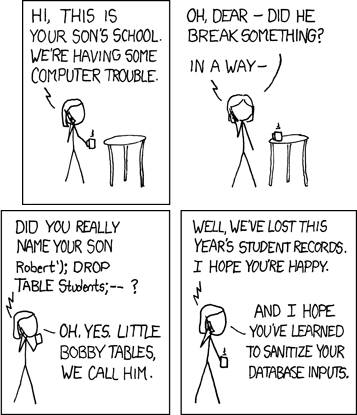 HI, THIS IS
YOUR SON'S SCHOOL.
WE'RE HAVING SOME
COMPUTER TROUBLE.
OH, DEAR – DID HE
BREAK SOMETHING?
IN A WAY–
DID YOU REALLY
NAME YOUR SON
Robert'); DROP
TABLE Students;-- ?
OH, YES. LITTLE
BOBBY TABLES,
WE CALL HIM.
WELL, WE'VE LOST THIS
YEAR'S STUDENT RECORDS.
I HOPE YOU'RE HAPPY.
AND I HOPE
YOU'VE LEARNED
TO SANITIZE YOUR
DATABASE INPUTS.